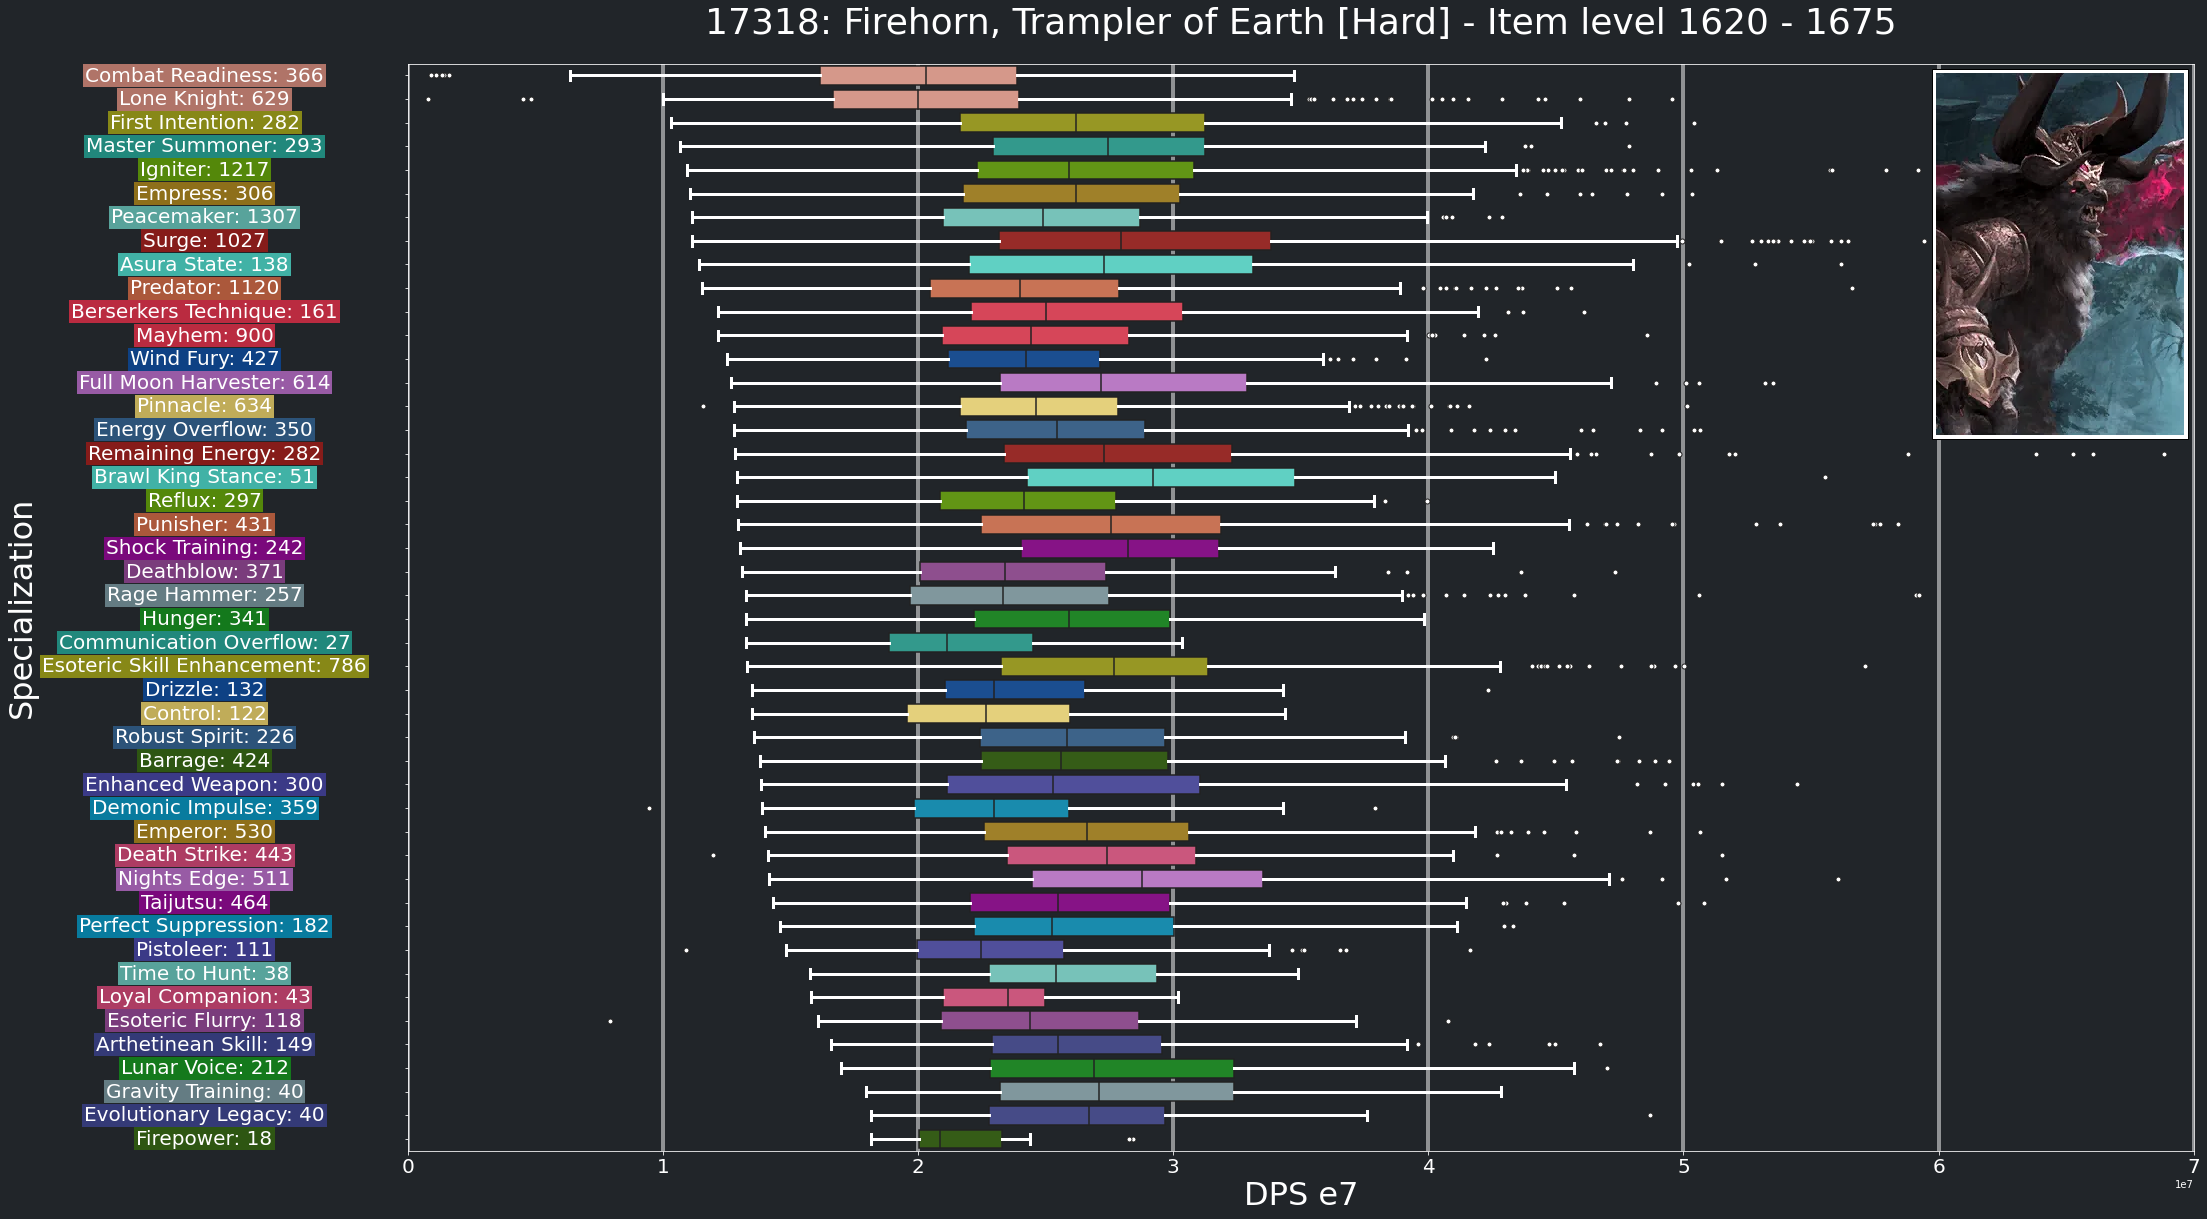 17318: Firehorn, Trampler of Earth [Hard] - Item level 1620 - 1675
Specialization
Combat Readiness: 366
Lone Knight: 629
First Intention: 282
Master Summoner: 293
Igniter: 1217
Empress: 306
Peacemaker: 1307
Surge: 1027
Asura State: 138
Predator: 1120
Berserkers Technique: 161
Mayhem: 900
Wind Fury: 427
Full Moon Harvester: 614
Pinnacle: 634
Energy Overflow: 350
Remaining Energy: 282
Brawl King Stance: 51
Reflux: 297
Punisher: 431
Shock Training: 242
Deathblow: 371
Rage Hammer: 257
Hunger: 341
Communication Overflow: 27
Esoteric Skill Enhancement: 786
Drizzle: 132
Control: 122
Robust Spirit: 226
Barrage: 424
Enhanced Weapon: 300
Demonic Impulse: 359
Emperor: 530
Death Strike: 443
Nights Edge: 511
Taijutsu: 464
Perfect Suppression: 182
Pistoleer: 111
Time to Hunt: 38
Loyal Companion: 43
Esoteric Flurry: 118
Arthetinean Skill: 149
Lunar Voice: 212
Gravity Training: 40
Evolutionary Legacy: 40
Firepower: 18
0 1 2 3 4 5 6 7
1e7
DPS e7